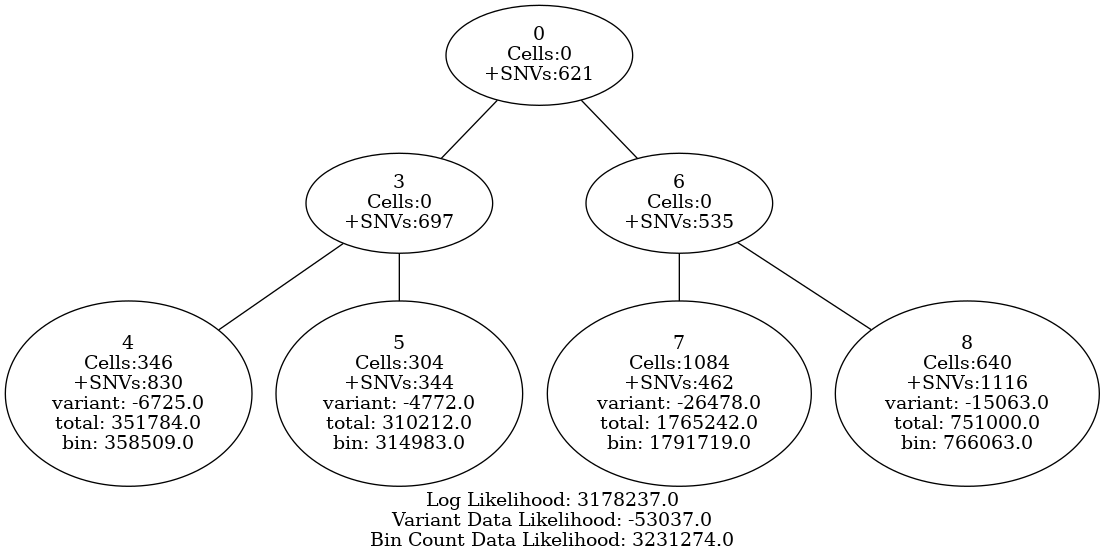 0
Cells:0
+SNVs:621
3
Cells:0
+SNVs:697
6
Cells:0
+SNVs:535
4
Cells:346
+SNVs:830
variant: -6725.0
total: 351784.0
bin: 358509.0
5
Cells:304
+SNVs:344
variant: -4772.0
total: 310212.0
bin: 314983.0
7
Cells:1084
+SNVs:462
variant: -26478.0
total: 1765242.0
bin: 1791719.0
8
Cells:640
+SNVs:1116
variant: -15063.0
total: 751000.0
bin: 766063.0
Log Likelihood: 3178237.0
Variant Data Likelihood: -53037.0
Bin Count Data Likelihood: 3231274.0